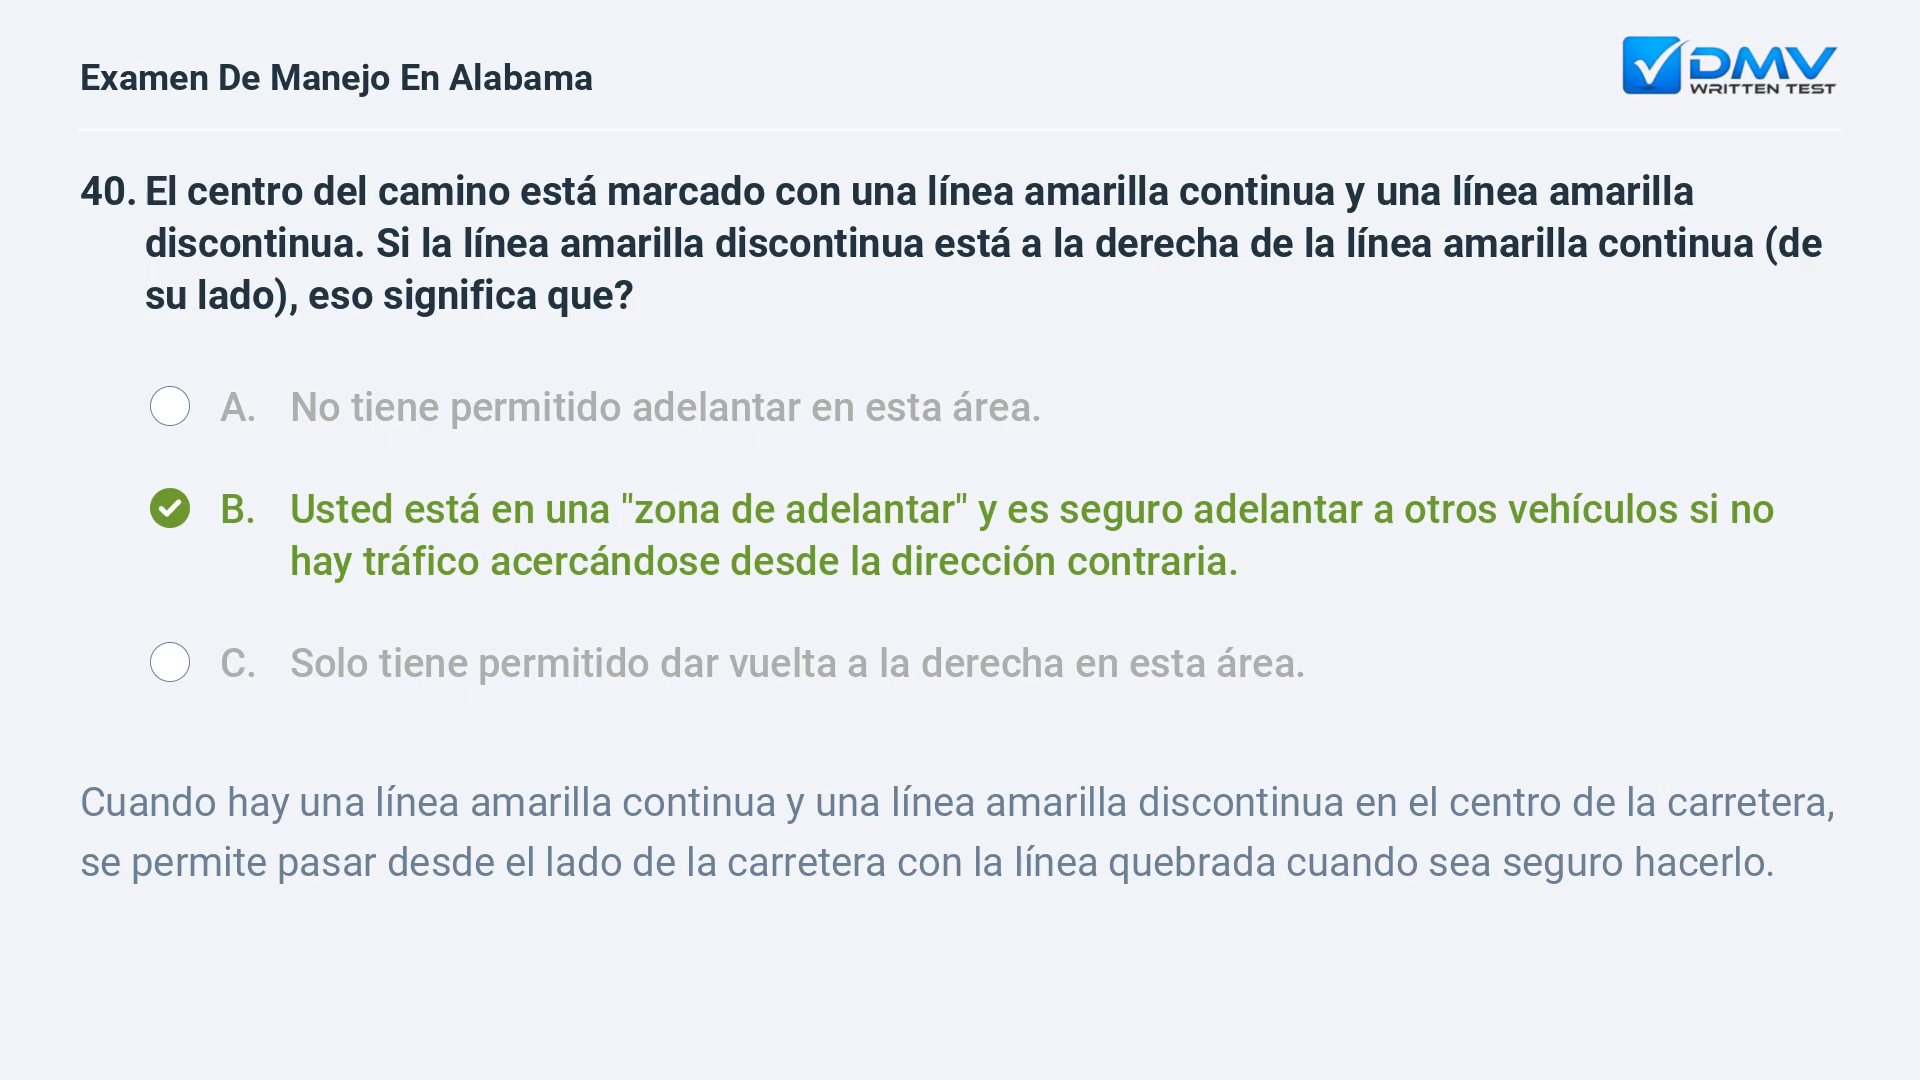 Examen De Manejo En Alabama
DMV
WRITTEN TEST
40. El centro del camino está marcado con una línea amarilla continua y una línea amarilla
discontinua. Si la línea amarilla discontinua está a la derecha de la línea amarilla continua (de
su lado), eso significa que?
A. No tiene permitido adelantar en esta área.
B. Usted está en una "zona de adelantar" y es seguro adelantar a otros vehículos si no
hay tráfico acercándose desde la dirección contraria.
C. Solo tiene permitido dar vuelta a la derecha en esta área.
Cuando hay una línea amarilla continua y una línea amarilla discontinua en el centro de la carretera,
se permite pasar desde el lado de la carretera con la línea quebrada cuando sea seguro hacerlo.